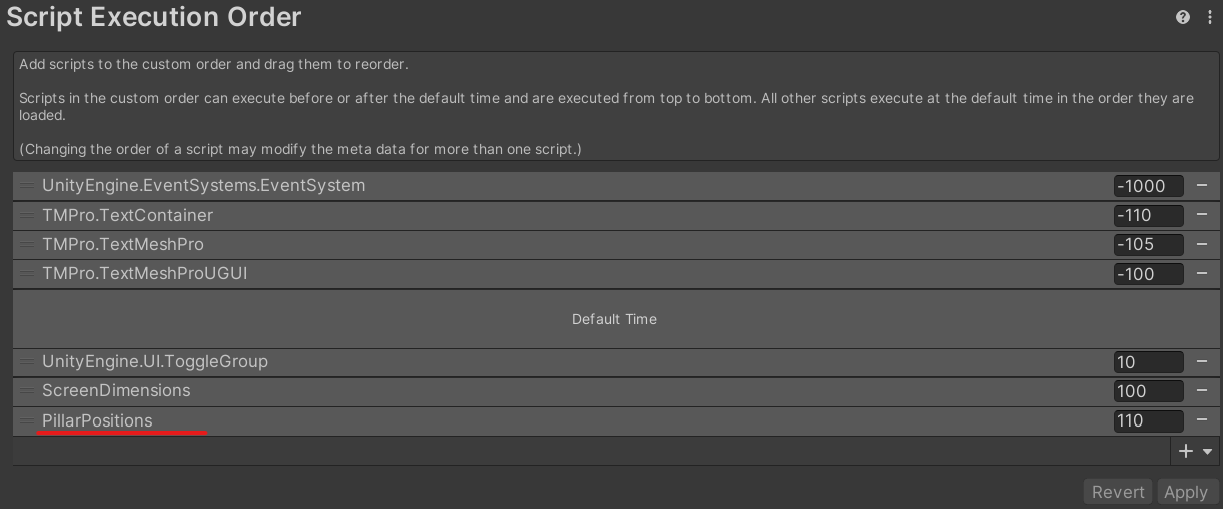 Script Execution Order
Add scripts to the custom order and drag them to reorder.
Scripts in the custom order can execute before or after the default time and are executed from top to bottom. All other scripts execute at the default time in the order they are
loaded.
(Changing the order of a script may modify the meta data for more than one script.)
UnityEngine.EventSystems.EventSystem -1000
TMPro.TextContainer -110
TMPro.TextMeshPro -105
TMPro.TextMeshProUGUI -100
Default Time
UnityEngine.UI.ToggleGroup 10
ScreenDimensions 100
PillarPositions 110
Revert Apply